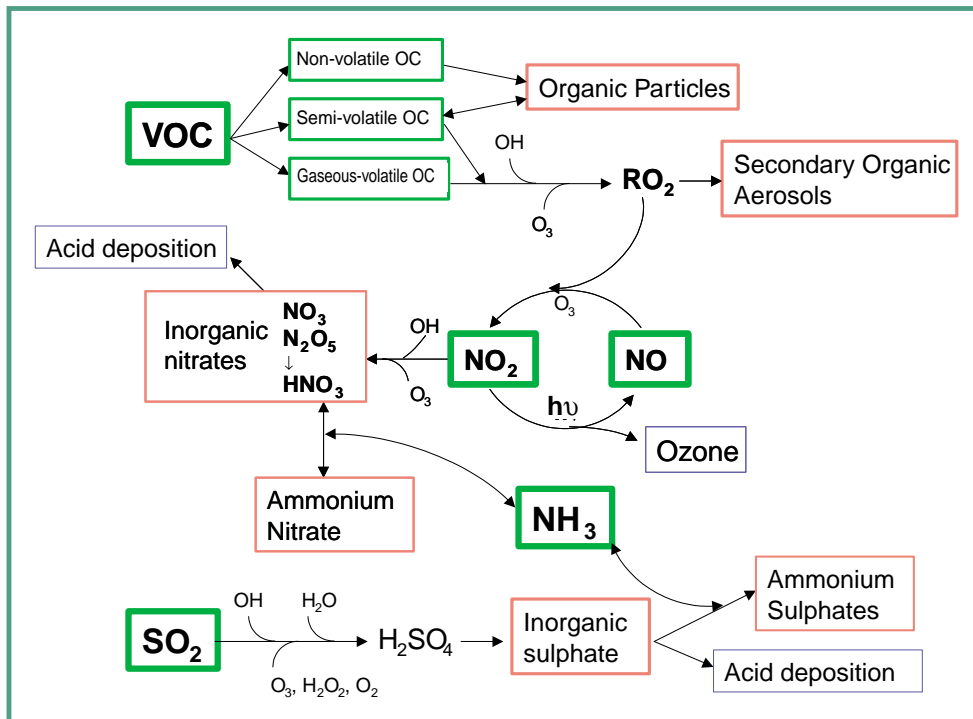 Non-volatile OC
Organic Particles
VOC
Semi-volatile OC
OH
Gaseous-volatile OC
RO₂
Secondary Organic
Aerosols
O₃
Acid deposition
O₃
NO₃
Inorganic
nitrates
N₂O₅
↓
HNO₃
OH
NO₂
NO
O₃
hυ
Ozone
Ammonium
Nitrate
NH₃
Ammonium
Sulphates
OH
H₂O
SO₂
H₂SO₄
Inorganic
sulphate
O₃, H₂O₂, O₂
Acid deposition